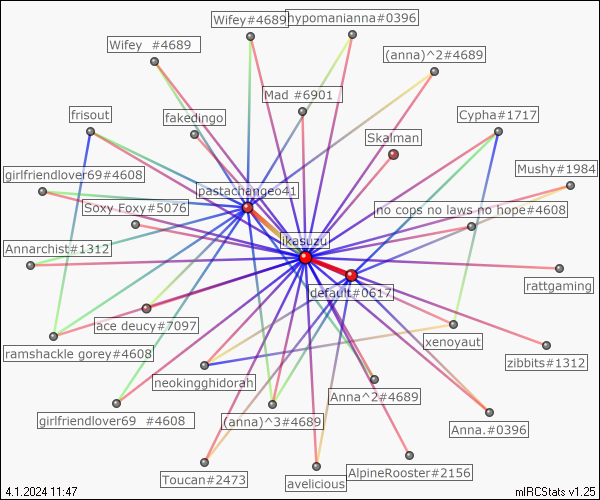 Wifey#4689
hypomanianna#0396
Wifey  #4689
(anna)^2#4689
Mad #6901
frisout
fakedingo
Cypha#1717
Skalman
girlfriendlover69#4608
Mushy#1984
pastachangeo41
Soxy Foxy#5076
no cops no laws no hope#4608
Annarchist#1312
ikasuzu
rattgaming
default#0617
ace deucy#7097
xenoyaut
ramshackle gorey#4608
zibbits#1312
neokingghidorah
Anna^2#4689
girlfriendlover69  #4608
(anna)^3#4689
Anna.#0396
Toucan#2473
avelicious
AlpineRooster#2156
4.1.2024 11:47
mIRCStats v1.25